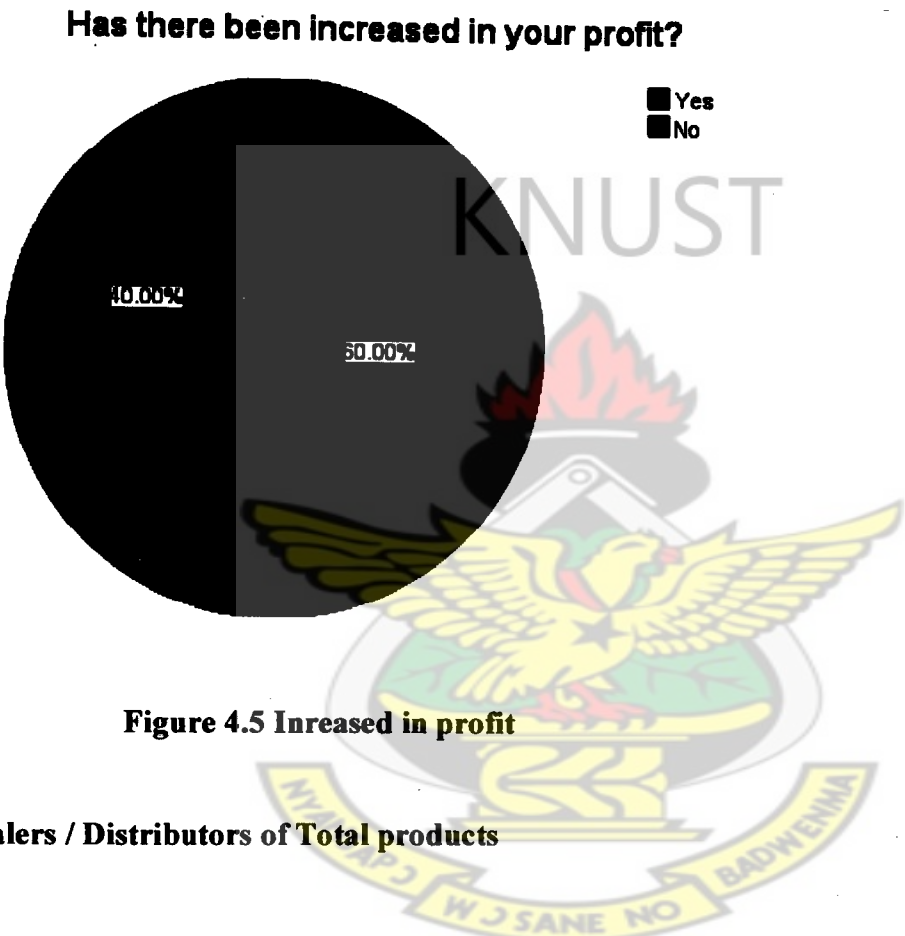 Has there been increased in your profit?
Yes
No
KNUST
40.00%
60.00%
Figure 4.5 Inreased in profit
alers / Distributors of Total products
BADWENMA
W Ɔ SANE NO